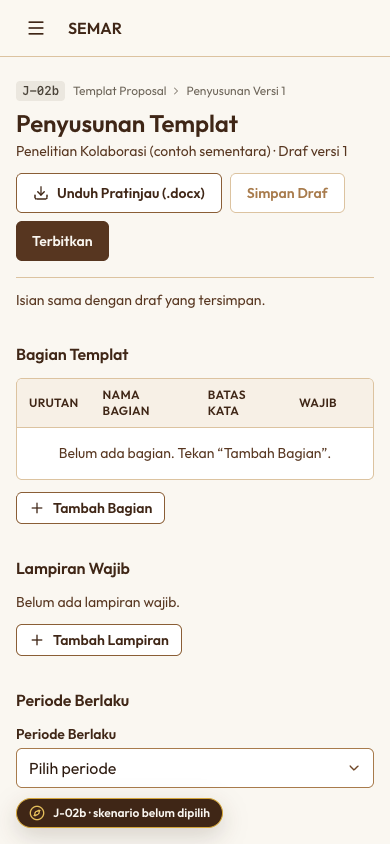 SEMAR
J-02b Templat Proposal > Penyusunan Versi 1
Penyusunan Templat
Penelitian Kolaborasi (contoh sementara) · Draf versi 1
Unduh Pratinjau (.docx) Simpan Draf
Terbitkan
Isian sama dengan draf yang tersimpan.
Bagian Templat
URUTAN NAMA BAGIAN BATAS KATA WAJIB
Belum ada bagian. Tekan “Tambah Bagian”.
+ Tambah Bagian
Lampiran Wajib
Belum ada lampiran wajib.
+ Tambah Lampiran
Periode Berlaku
Periode Berlaku
Pilih periode
J-02b · skenario belum dipilih